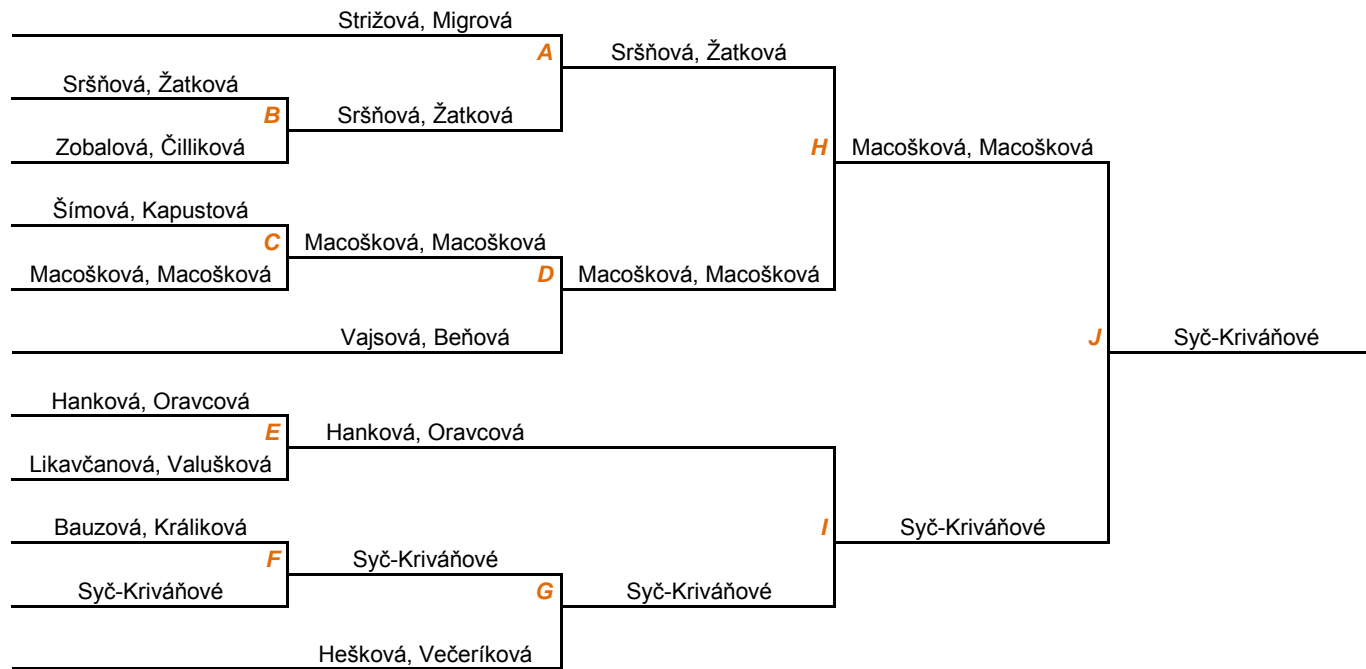 Strižová, Migrová
A
Sršňová, Žatková
Sršňová, Žatková
B
Sršňová, Žatková
Zobalová, Čilliková
H
Macošková, Macošková
Šímová, Kapustová
C
Macošková, Macošková
Macošková, Macošková
D
Macošková, Macošková
Vajsová, Beňová
J
Syč-Kriváňové
Hanková, Oravcová
E
Hanková, Oravcová
Likavčanová, Valušková
Bauzová, Králiková
I
Syč-Kriváňové
F
Syč-Kriváňové
Syč-Kriváňové
G
Syč-Kriváňové
Hešková, Večeríková